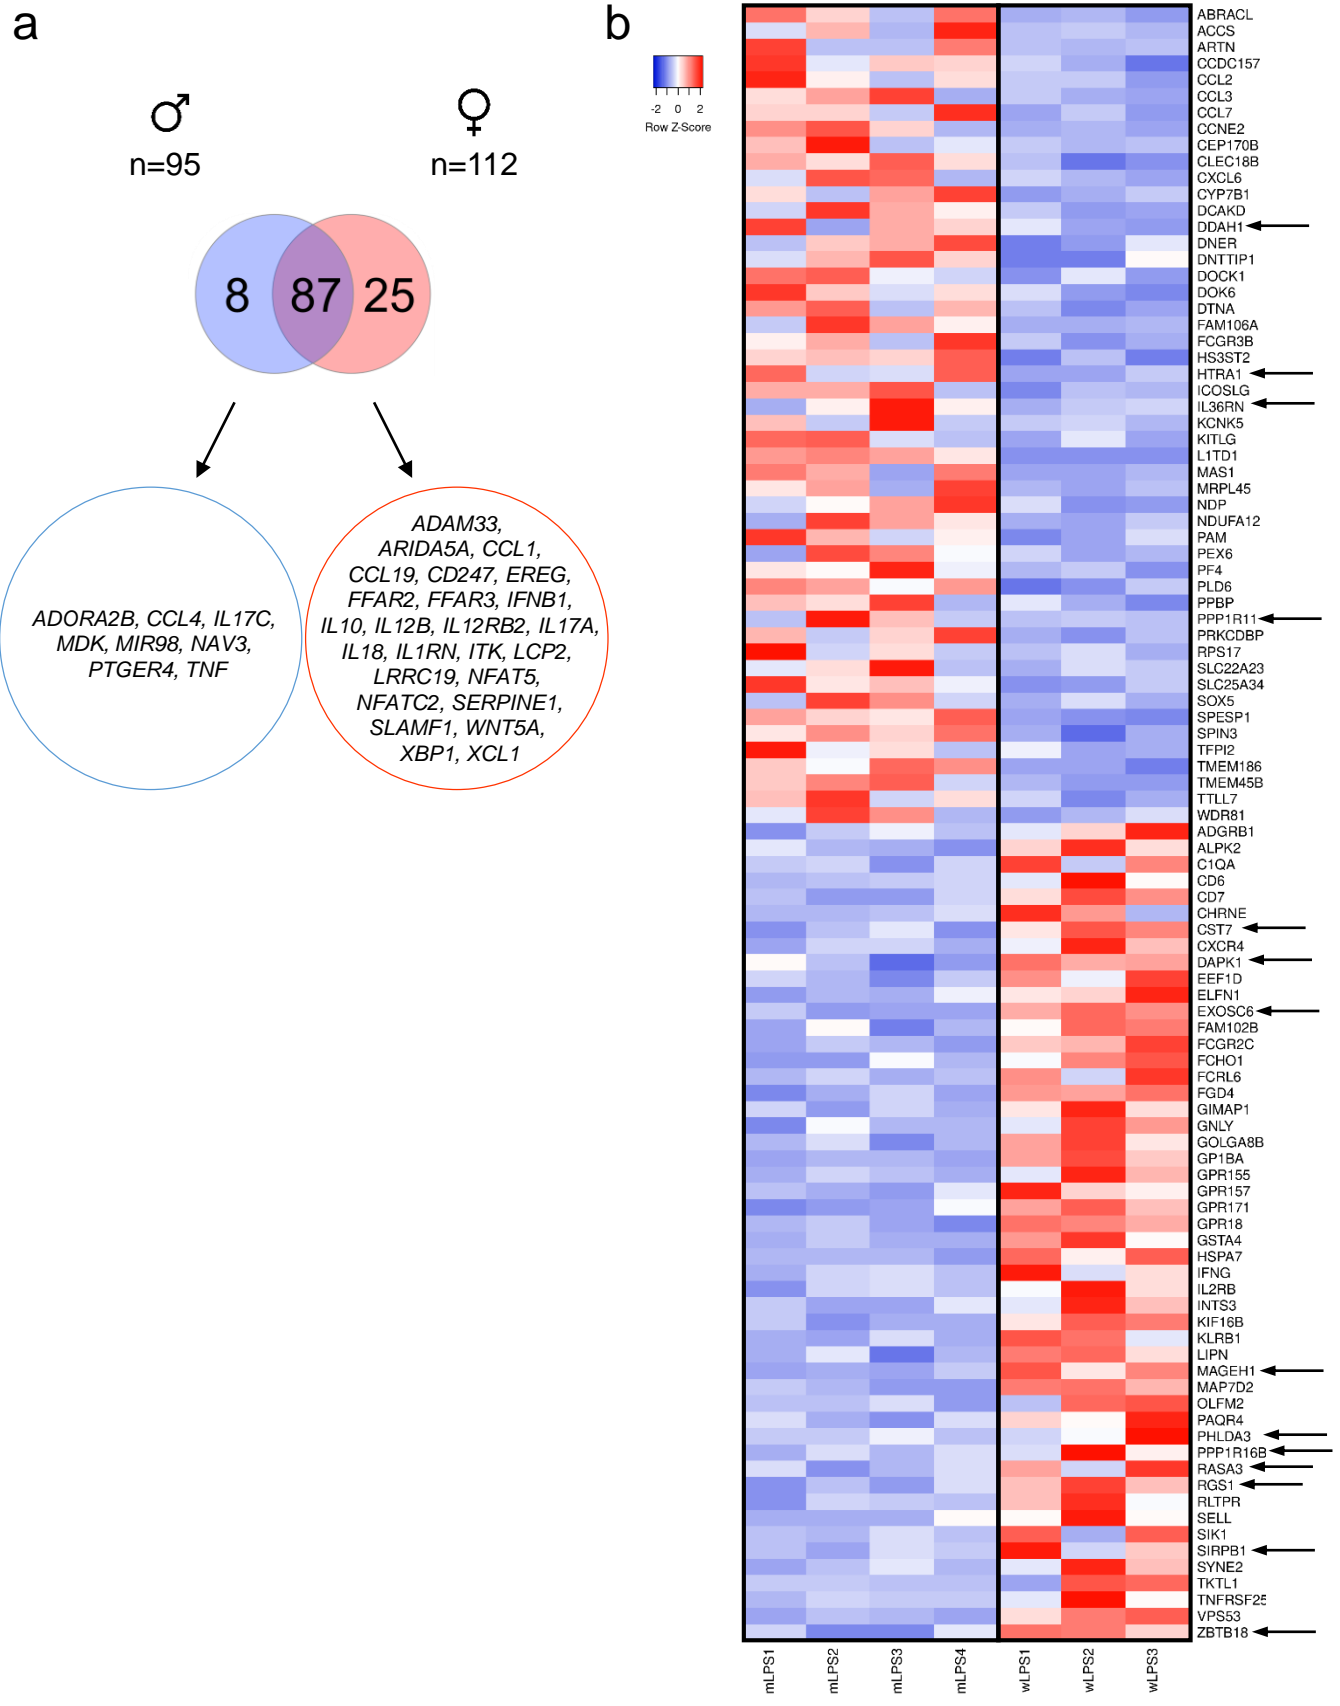 a
♂
♀
n=95
n=112
8
87
25
ADORA2B, CCL4, IL17C,
MDK, MIR98, NAV3,
PTGER4, TNF
ADAM33,
ARIDA5A, CCL1,
CCL19, CD247, EREG,
FFAR2, FFAR3, IFNB1,
IL10, IL12B, IL12RB2, IL17A,
IL18, IL1RN, ITK, LCP2,
LRRC19, NFAT5,
NFATC2, SERPINE1,
SLAMF1, WNT5A,
XBP1, XCL1
b
-2 0 2
Row Z-Score
ABRACL
ACCS
ARTN
CCDC157
CCL2
CCL3
CCL7
CCNE2
CEP170B
CLEC18B
CXCL6
CYP7B1
DCAKD
DDAH1
DNER
DNTTIP1
DOCK1
DOK6
DTNA
FAM106A
FCGR3B
HS3ST2
HTRA1
ICOSLG
IL36RN
KCNK5
KITLG
L1TD1
MAS1
MRPL45
NDP
NDUFA12
PAM
PEX6
PF4
PLD6
PPBP
PPP1R11
PRKCDBP
RPS17
SLC22A23
SLC25A34
SOX5
SPESP1
SPIN3
TFPI2
TMEM186
TMEM45B
TTLL7
WDR81
ADGRB1
ALPK2
C1QA
CD6
CD7
CHRNE
CST7
CXCR4
DAPK1
EEF1D
ELFN1
EXOSC6
FAM102B
FCGR2C
FCHO1
FCRL6
FGD4
GIMAP1
GNLY
GOLGA8B
GP1BA
GPR155
GPR157
GPR171
GPR18
GSTA4
HSPA7
IFNG
IL2RB
INTS3
KIF16B
KLRB1
LIPN
MAGEH1
MAP7D2
OLFM2
PAQR4
PHLDA3
PPP1R16B
RASA3
RGS1
RLTPR
SELL
SIK1
SIRPB1
SYNE2
TKTL1
TNFRSF25
VPS53
ZBTB18
mLPS1
mLPS2
mLPS3
mLPS4
wLPS1
wLPS2
wLPS3